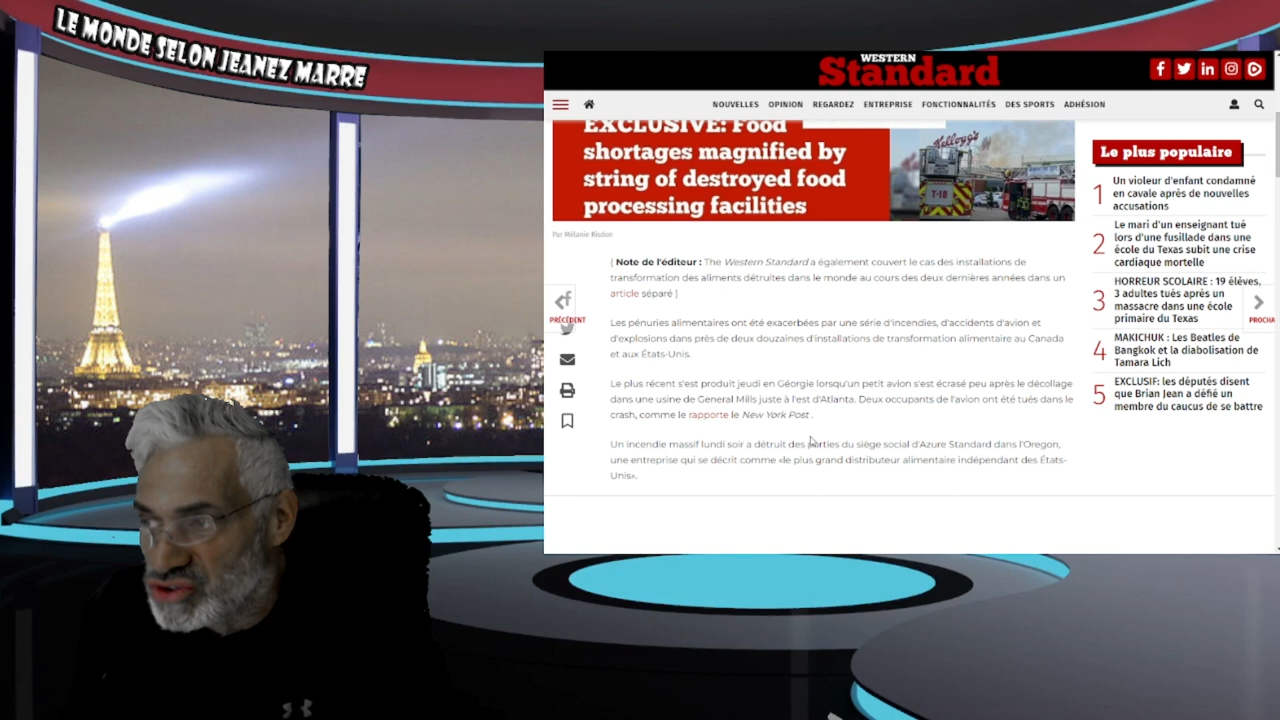 LE MONDE SELON JEANEZ MARRE
WESTERN
Standard
NOUVELLES OPINION REGARDEZ ENTREPRISE FONCTIONNALITÉS DES SPORTS ADHÉSION
EXCLUSIVE: Food
shortages magnified by
string of destroyed food
processing facilities
Kellogg's
T-18
Par Mélanie Risdon
( Note de l'éditeur : The Western Standard a également couvert le cas des installations de
transformation des aliments détruites dans le monde au cours des deux dernières années dans un
article séparé )
PRÉCÉDENT
Les pénuries alimentaires ont été exacerbées par une série d'incendies, d'accidents d'avion et
d'explosions dans près de deux douzaines d'installations de transformation alimentaire au Canada
et aux États-Unis.
Le plus récent s'est produit jeudi en Géorgie lorsqu'un petit avion s'est écrasé peu après le décollage
dans une usine de General Mills juste à l'est d'Atlanta. Deux occupants de l'avion ont été tués dans le
crash, comme le rapporte le New York Post .
Un incendie massif lundi soir a détruit des parties du siège social d'Azure Standard dans l'Oregon,
une entreprise qui se décrit comme «le plus grand distributeur alimentaire indépendant des États-
Unis».
Le plus populaire
1 Un violeur d'enfant condamné
en cavale après de nouvelles
accusations
2 Le mari d'un enseignant tué
lors d'une fusillade dans une
école du Texas subit une crise
cardiaque mortelle
3 HORREUR SCOLAIRE : 19 élèves,
3 adultes tués après un
massacre dans une école
primaire du Texas
4 MAKICHUK : Les Beatles de
Bangkok et la diabolisation de
Tamara Lich
5 EXCLUSIF: les députés disent
que Brian Jean a défié un
membre du caucus de se battre
PROCHA